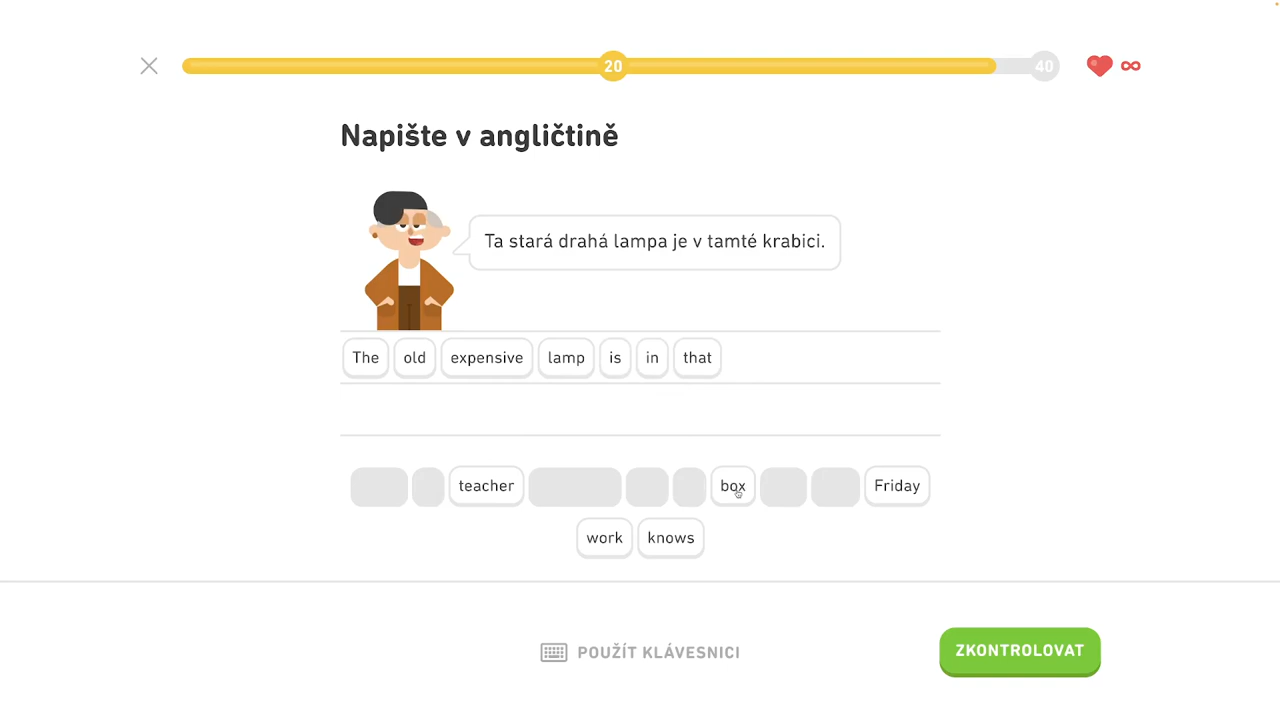 20 40 ∞
Napište v angličtině
Ta stará drahá lampa je v tamté krabici.
The old expensive lamp is in that
teacher box Friday
work knows
POUŽÍT KLÁVESNICI ZKONTROLOVAT